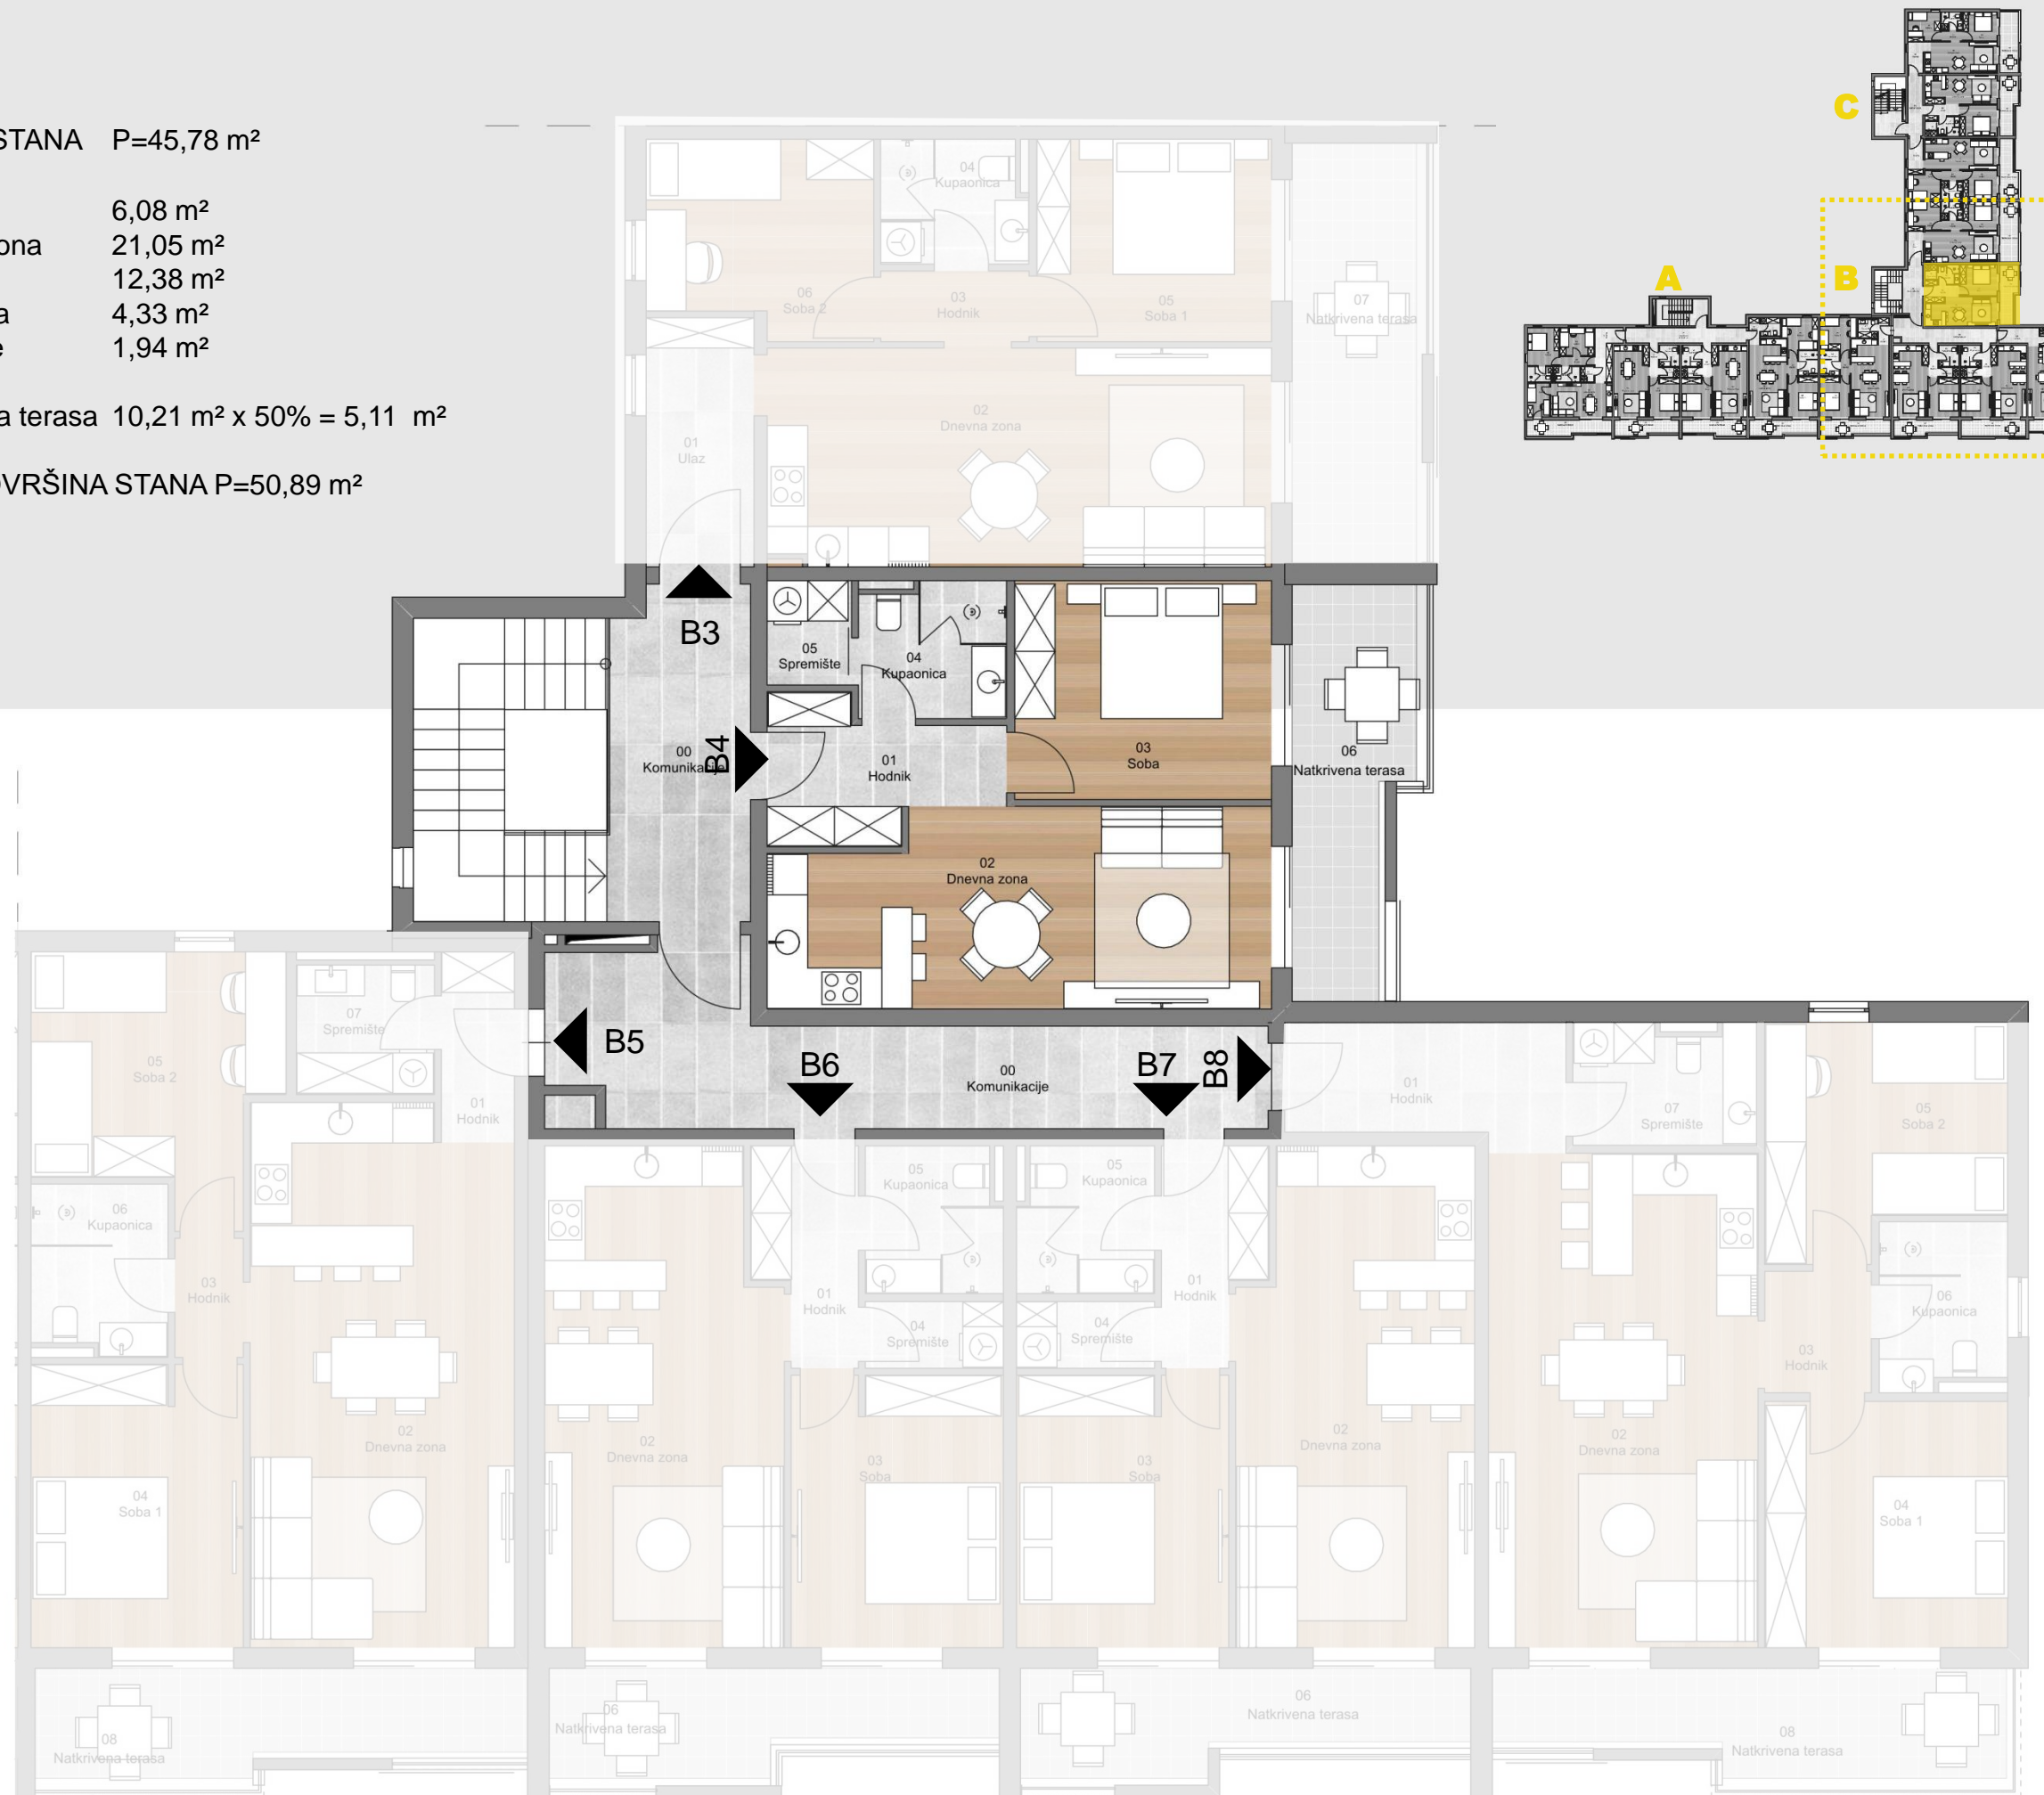 STANA P=45,78 m²
6,08 m²
ona 21,05 m²
12,38 m²
a 4,33 m²
e 1,94 m²
a terasa 10,21 m² x 50% = 5,11 m²
OVRŠINA STANA P=50,89 m²
C
A
B
04
Kupaonica
06
Soba 2
03
Hodnik
05
Soba 1
07
Natkrivena terasa
01
Ulaz
02
Dnevna zona
B3
05
Spremište
04
Kupaonica
00
Komunikacije
B4
01
Hodnik
03
Soba
06
Natkrivena terasa
02
Dnevna zona
B5
B6
00
Komunikacije
B7
B8
05
Soba 2
07
Spremište
01
Hodnik
06
Kupaonica
03
Hodnik
02
Dnevna zona
04
Soba 1
08
Natkrivena terasa
05
Kupaonica
01
Hodnik
04
Spremište
02
Dnevna zona
03
Soba
06
Natkrivena terasa
05
Kupaonica
01
Hodnik
04
Spremište
03
Soba
02
Dnevna zona
06
Natkrivena terasa
01
Hodnik
07
Spremište
05
Soba 2
06
Kupaonica
03
Hodnik
02
Dnevna zona
04
Soba 1
08
Natkrivena terasa